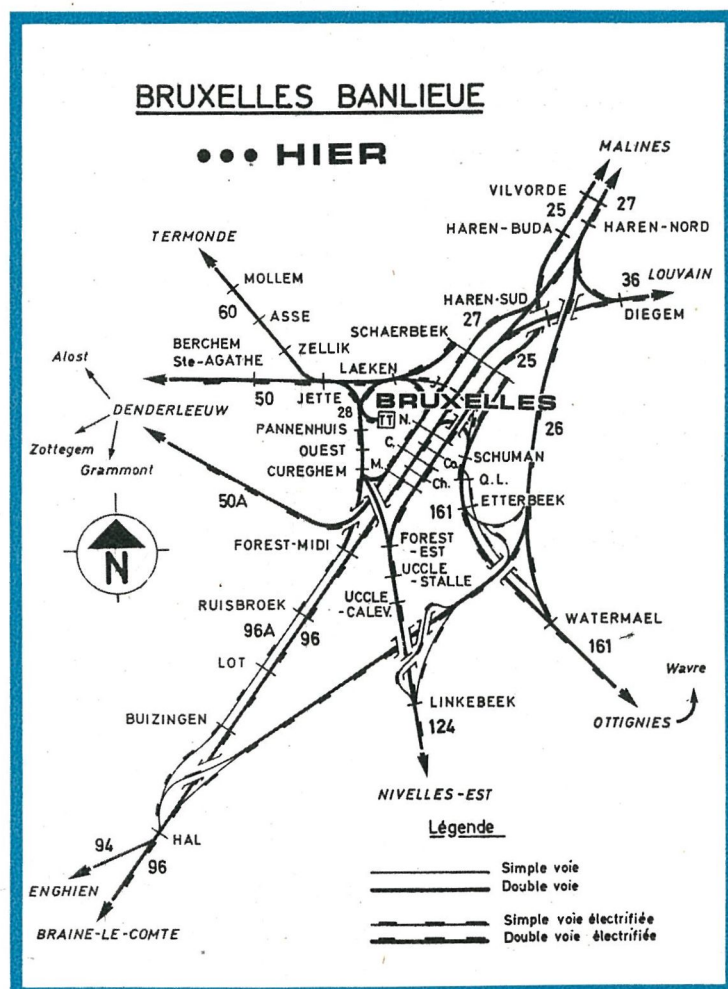 BRUXELLES BANLIEUE
••• HIER
MALINES
VILVORDE
25
27
HAREN-BUDA
HAREN-NORD
TERMONDE
MOLLEM
60
ASSE
ZELLIK
HAREN-SUD
36
LOUVAIN
DIEGEM
SCHAERBEEK
27
25
BERCHEM
Ste-AGATHE
LAEKEN
Alost
50
JETTE
28
BRUXELLES
TT
N.
DENDERLEEUW
PANNENHUIS
C.
26
Zottegem
OUEST
Co.
SCHUMAN
Grammont
CUREGHEM
M.
Ch.
Q.L.
ETTERBEEK
50A
161
N
FOREST-MIDI
FOREST
-EST
UCCLE
-STALLE
RUISBROEK
UCCLE
-CALEV.
96A
96
WATERMAEL
161
LOT
Wavre
BUIZINGEN
LINKEBEEK
124
OTTIGNIES
NIVELLES-EST
HAL
94
96
ENGHIEN
BRAINE-LE-COMTE
Légende
Simple voie
Double voie
Simple voie électrifiée
Double voie électrifiée